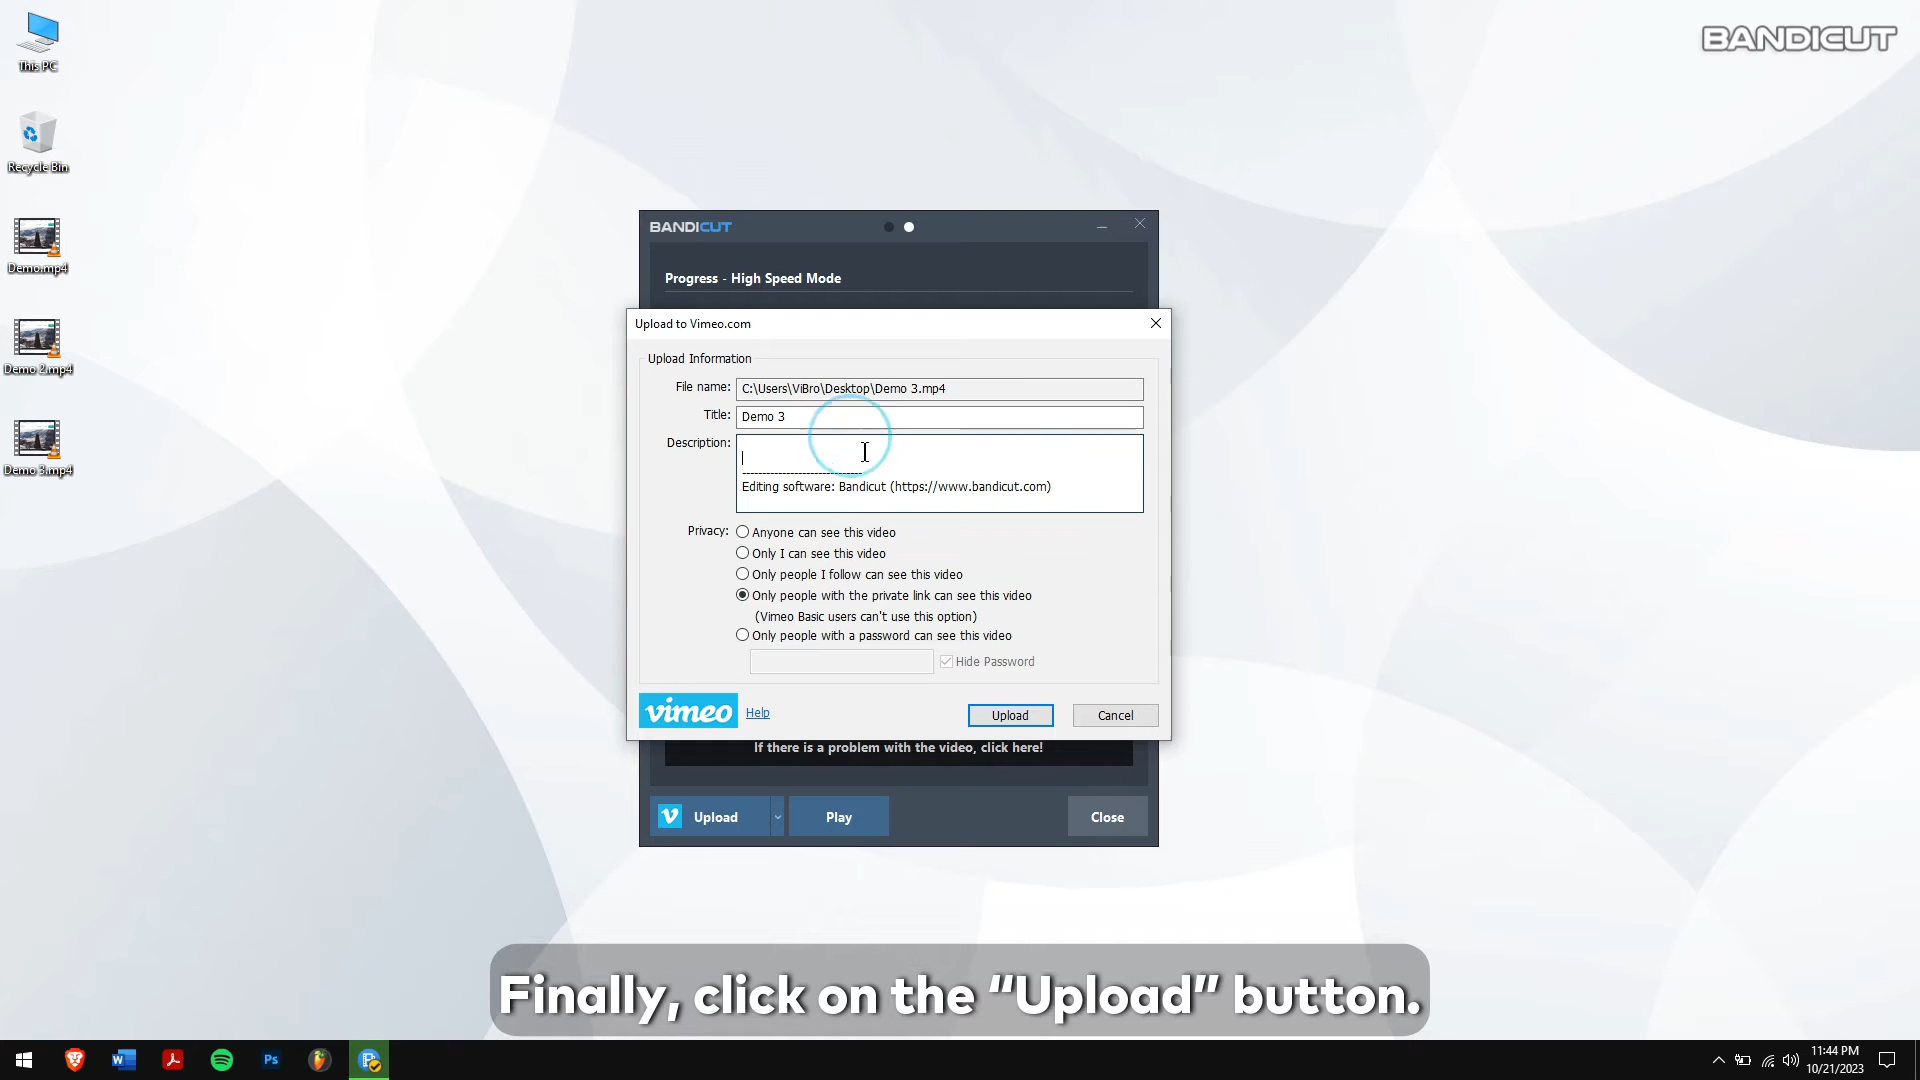 This PC
BANDICUT
Recycle Bin
Demo.mp4
Demo 2.mp4
Demo 3.mp4
BANDICUT
Progress - High Speed Mode
Upload to Vimeo.com
Upload Information
File name: C:\Users\ViBro\Desktop\Demo 3.mp4
Title: Demo 3
Description:
------------------------------
Editing software: Bandicut (https://www.bandicut.com)
Privacy: Anyone can see this video
Only I can see this video
Only people I follow can see this video
Only people with the private link can see this video
(Vimeo Basic users can't use this option)
Only people with a password can see this video
Hide Password
vimeo Help Upload Cancel
If there is a problem with the video, click here!
Upload Play Close
Finally, click on the “Upload” button.
Ps
11:44 PM
10/21/2023